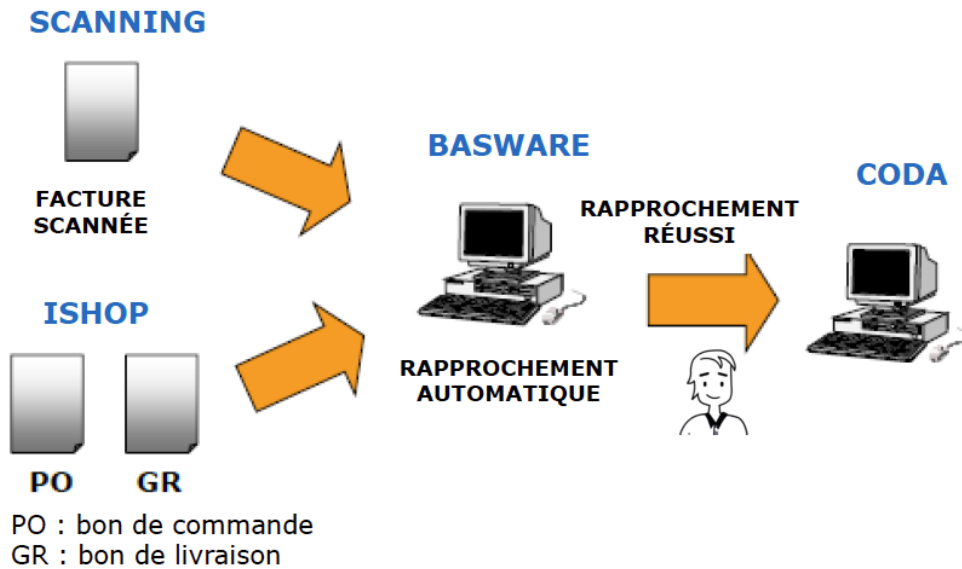 SCANNING
FACTURE
SCANNÉE
ISHOP
PO
GR
PO : bon de commande
GR : bon de livraison
BASWARE
RAPPROCHEMENT
AUTOMATIQUE
RAPPROCHEMENT
RÉUSSI
CODA